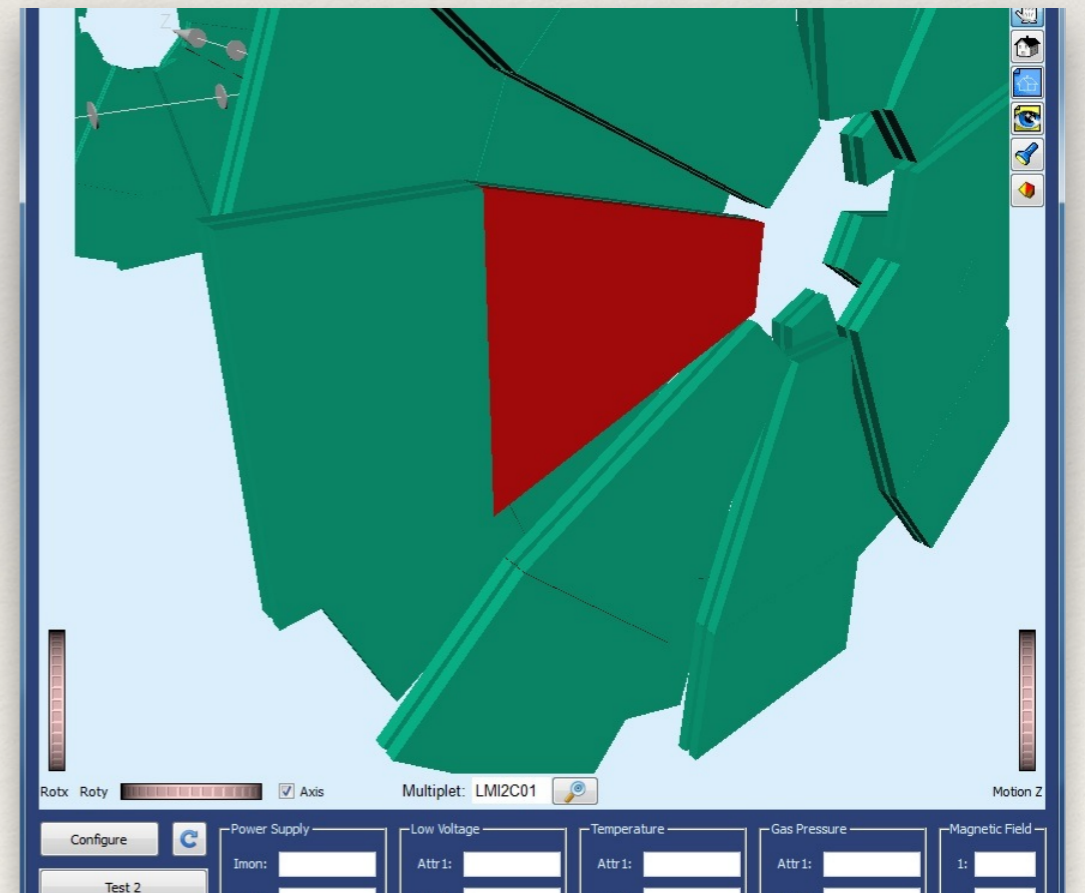 Z
Rotx Roty Axis Multiplet: LMI2C01 Motion Z
Configure Power Supply Low Voltage Temperature Gas Pressure Magnetic Field
Imon: Attr1: Attr1: Attr1: 1:
Test 2